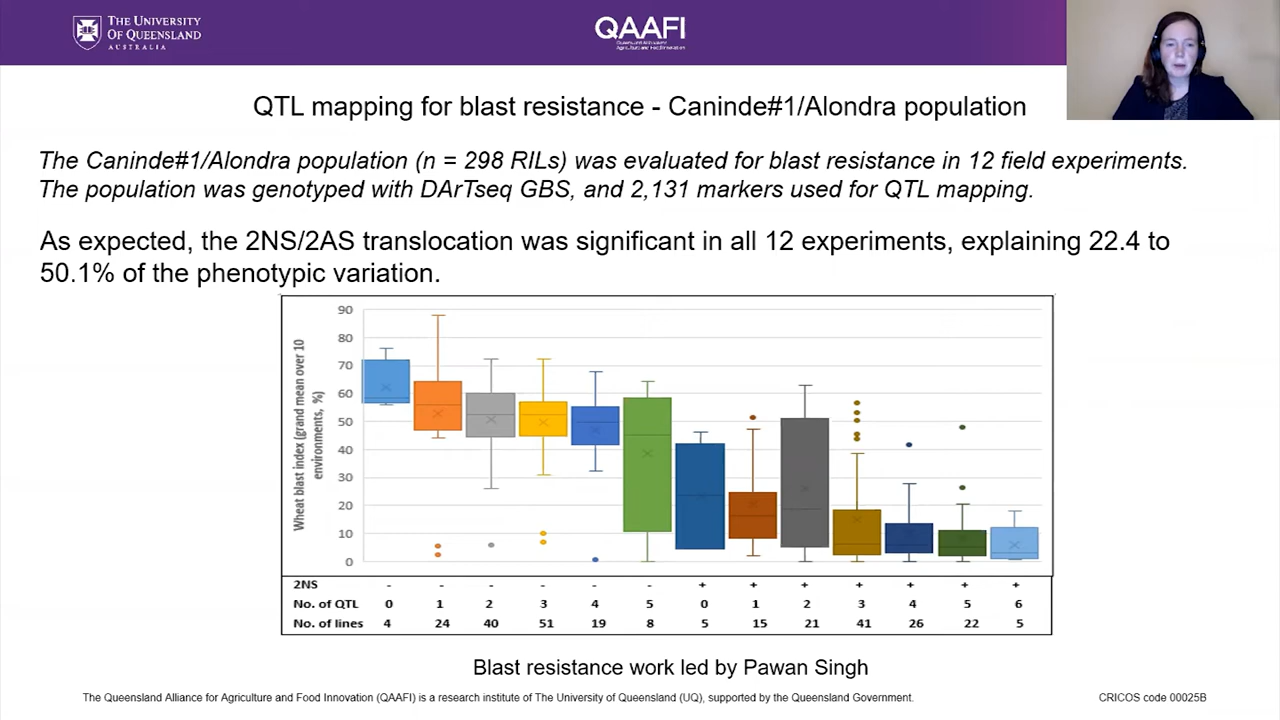 THE UNIVERSITY
OF QUEENSLAND
AUSTRALIA
QAAFI
QTL mapping for blast resistance - Caninde#1/Alondra population
The Caninde#1/Alondra population (n = 298 RILs) was evaluated for blast resistance in 12 field experiments.
The population was genotyped with DArTseq GBS, and 2,131 markers used for QTL mapping.
As expected, the 2NS/2AS translocation was significant in all 12 experiments, explaining 22.4 to
50.1% of the phenotypic variation.
Wheat blast index (grand mean over 10
environments, %)
90
80
70
60
50
40
30
20
10
0
2NS - - - - - - + + + + + + +
No. of QTL 0 1 2 3 4 5 0 1 2 3 4 5 6
No. of lines 4 24 40 51 19 8 5 15 21 41 26 22 5
Blast resistance work led by Pawan Singh
The Queensland Alliance for Agriculture and Food Innovation (QAAFI) is a research institute of The University of Queensland (UQ), supported by the Queensland Government.
CRICOS code 00025B